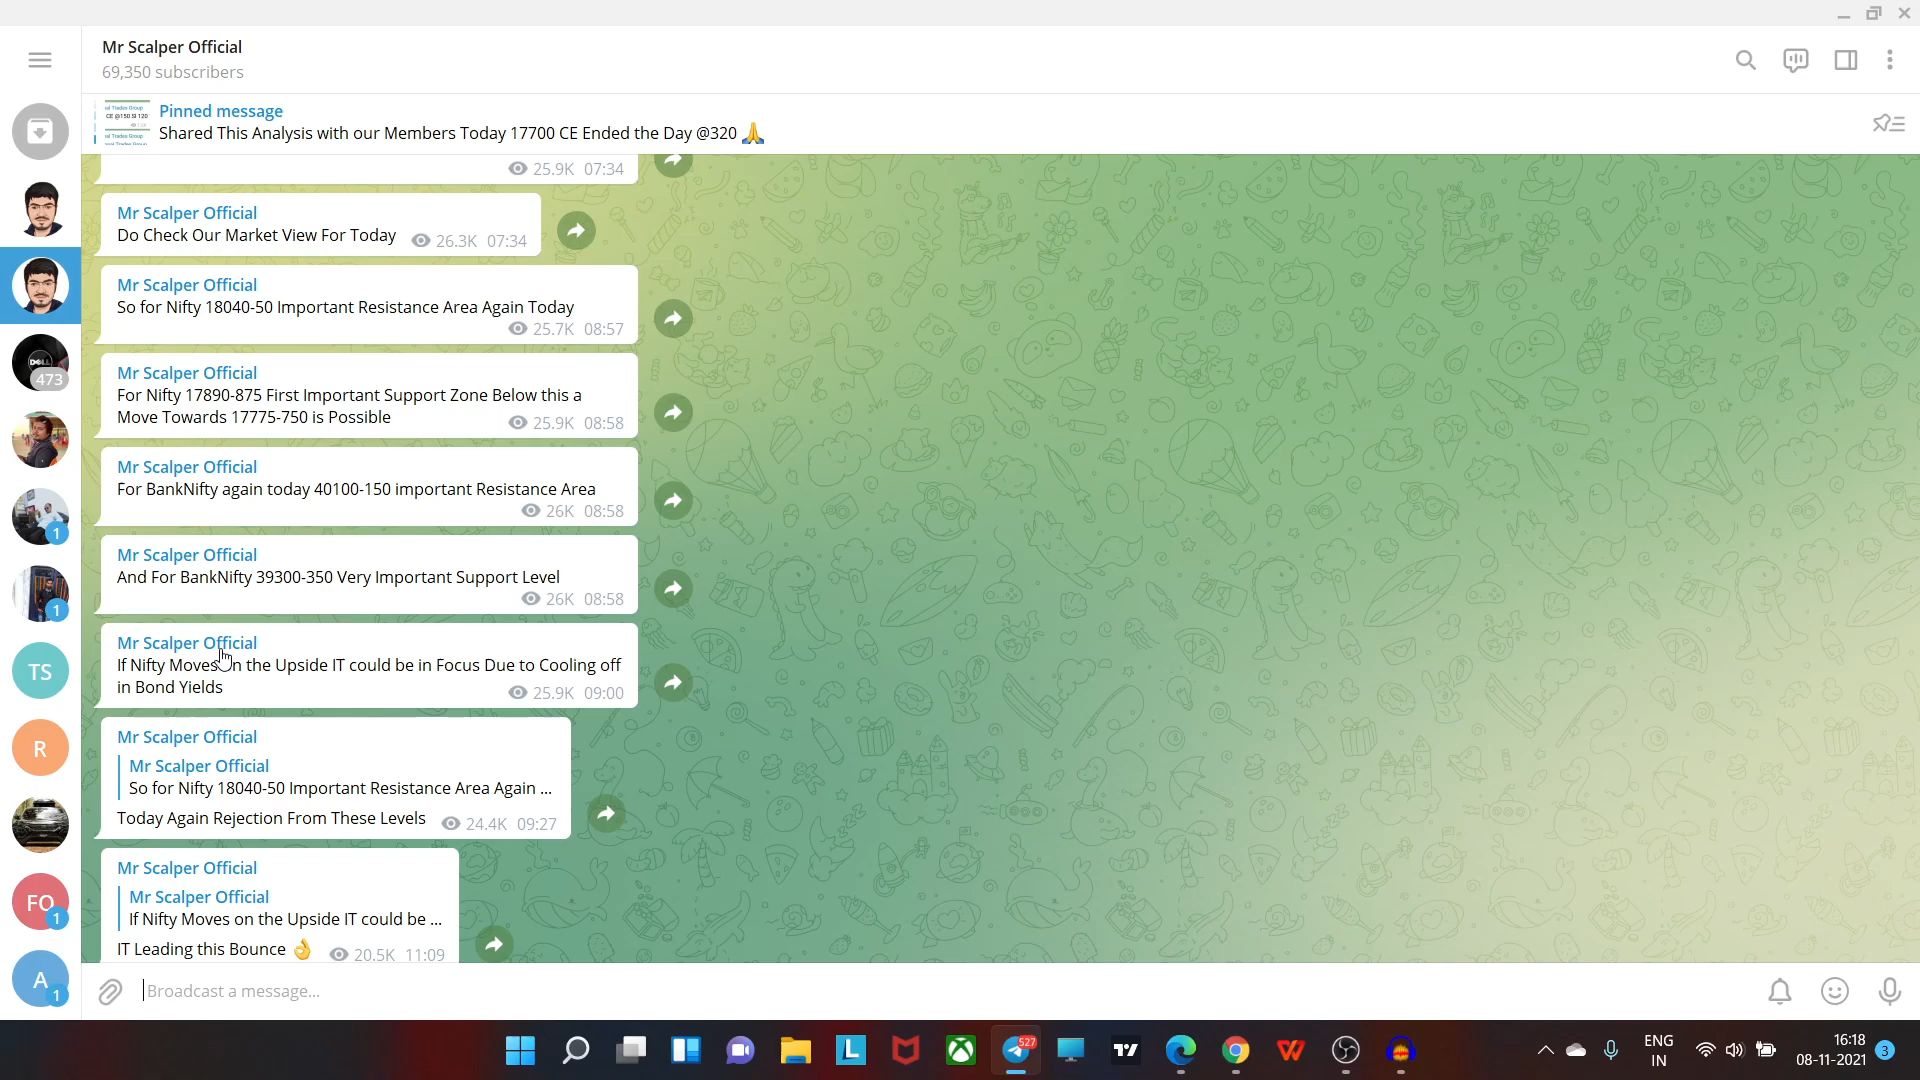 Mr Scalper Official
69,350 subscribers
Pinned message
Shared This Analysis with our Members Today 17700 CE Ended the Day @320 🙏
25.9K 07:34
Mr Scalper Official
Do Check Our Market View For Today 26.3K 07:34
Mr Scalper Official
So for Nifty 18040-50 Important Resistance Area Again Today
25.7K 08:57
Mr Scalper Official
For Nifty 17890-875 First Important Support Zone Below this a
Move Towards 17775-750 is Possible 25.9K 08:58
Mr Scalper Official
For BankNifty again today 40100-150 important Resistance Area
26K 08:58
Mr Scalper Official
And For BankNifty 39300-350 Very Important Support Level
26K 08:58
Mr Scalper Official
If Nifty Moves on the Upside IT could be in Focus Due to Cooling off
in Bond Yields 25.9K 09:00
Mr Scalper Official
Mr Scalper Official
So for Nifty 18040-50 Important Resistance Area Again ...
Today Again Rejection From These Levels 24.4K 09:27
Mr Scalper Official
Mr Scalper Official
If Nifty Moves on the Upside IT could be ...
IT Leading this Bounce 👌 20.5K 11:09
Broadcast a message...
DELL
473
1
1
TS
R
FO
1
A
1
L
527
W
ENG
IN
16:18
08-11-2021
3